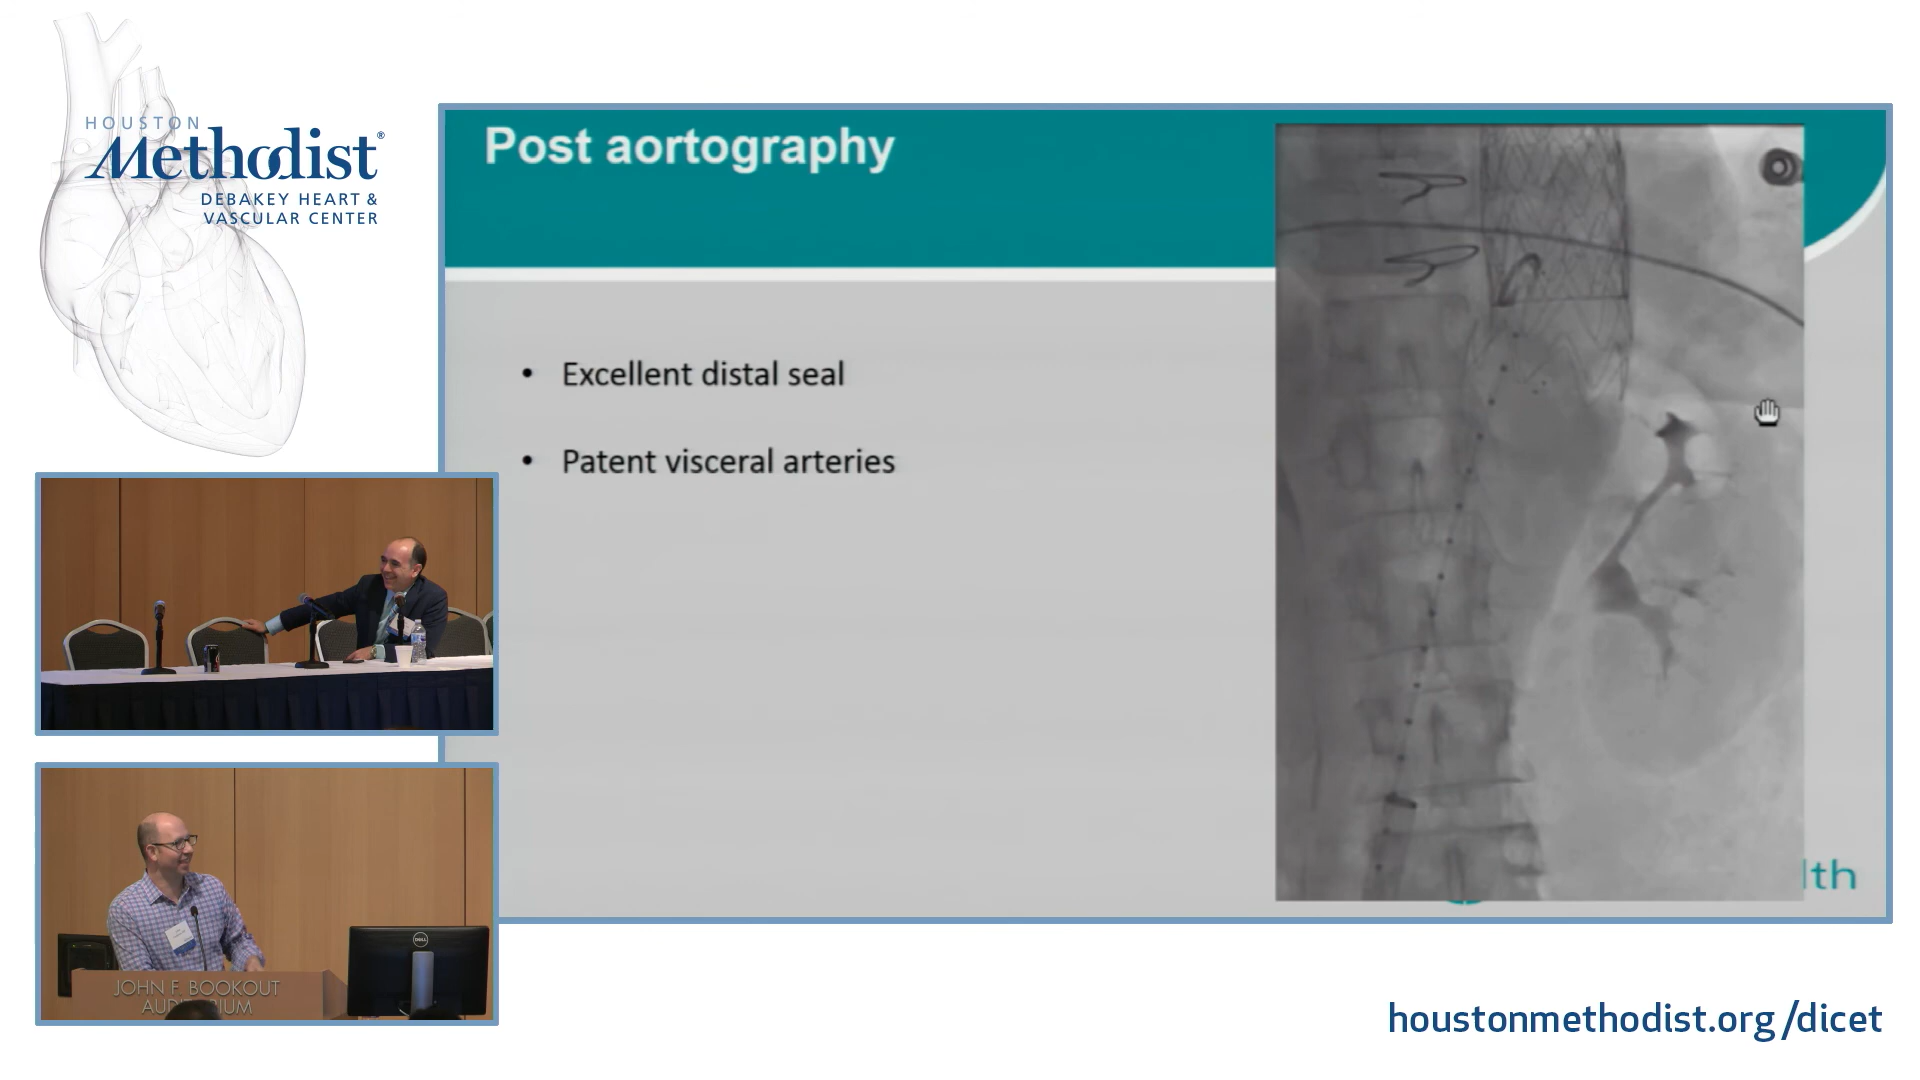 HOUSTON
Methodist®
DEBAKEY HEART &
VASCULAR CENTER
Post aortography
• Excellent distal seal
• Patent visceral arteries
lth
DELL
JOHN F. BOOKOUT
houstonmethodist.org/dicet